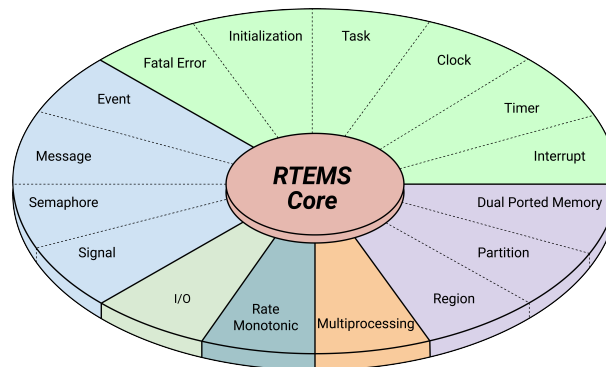 Initialization
Task
Fatal Error
Clock
Event
Timer
Message
Interrupt
RTEMS
Core
Semaphore
Dual Ported Memory
Signal
Partition
I/O
Region
Rate
Monotonic
Multiprocessing